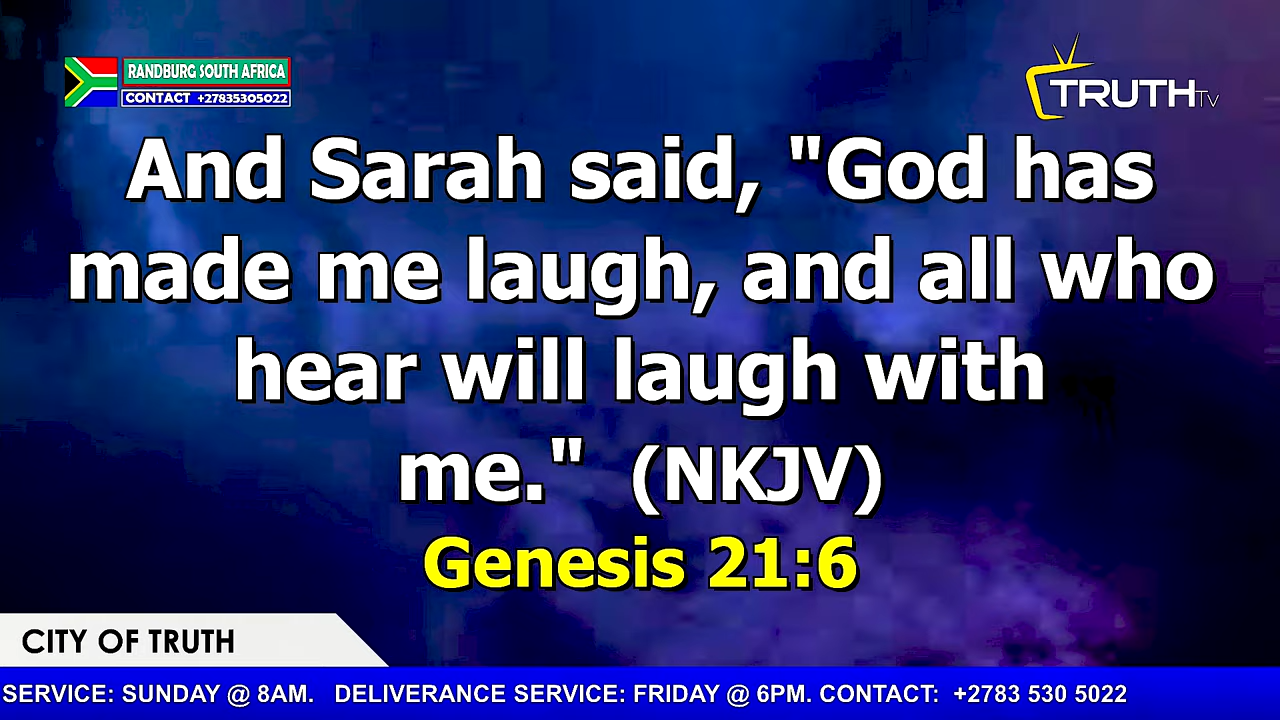 RANDBURG SOUTH AFRICA
CONTACT +27835305022
TRUTHTV
And Sarah said, "God has
made me laugh, and all who
hear will laugh with
me." (NKJV)
Genesis 21:6
CITY OF TRUTH
SERVICE: SUNDAY @ 8AM. DELIVERANCE SERVICE: FRIDAY @ 6PM. CONTACT: +2783 530 5022